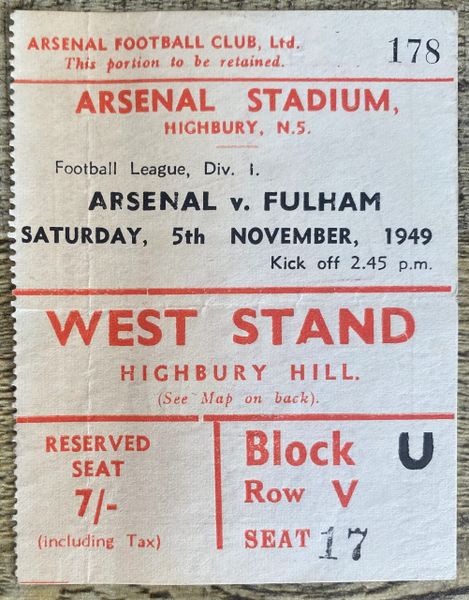 ARSENAL FOOTBALL CLUB, Ltd.
This portion to be retained.
178
ARSENAL STADIUM,
HIGHBURY, N.5.
Football League, Div. 1.
ARSENAL v. FULHAM
SATURDAY, 5th NOVEMBER, 1949
Kick off 2.45 p.m.
WEST STAND
HIGHBURY HILL.
(See Map on back).
RESERVED
SEAT
7/-
(including Tax)
Block U
Row V
SEAT 17